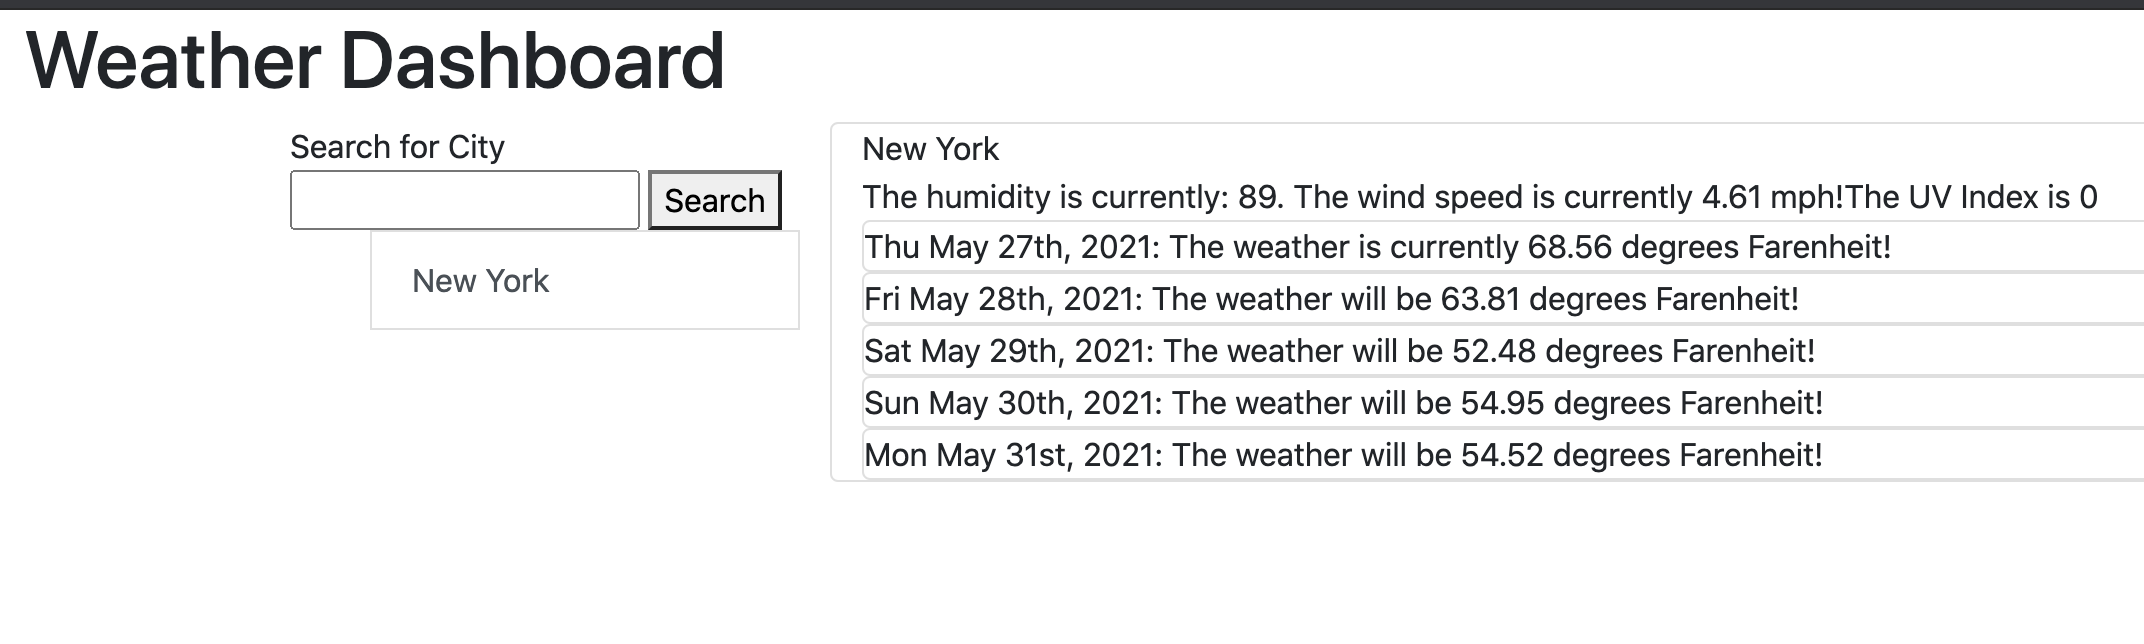 Weather Dashboard
Search for City
Search
New York
New York
The humidity is currently: 89. The wind speed is currently 4.61 mph!The UV Index is 0
Thu May 27th, 2021: The weather is currently 68.56 degrees Farenheit!
Fri May 28th, 2021: The weather will be 63.81 degrees Farenheit!
Sat May 29th, 2021: The weather will be 52.48 degrees Farenheit!
Sun May 30th, 2021: The weather will be 54.95 degrees Farenheit!
Mon May 31st, 2021: The weather will be 54.52 degrees Farenheit!